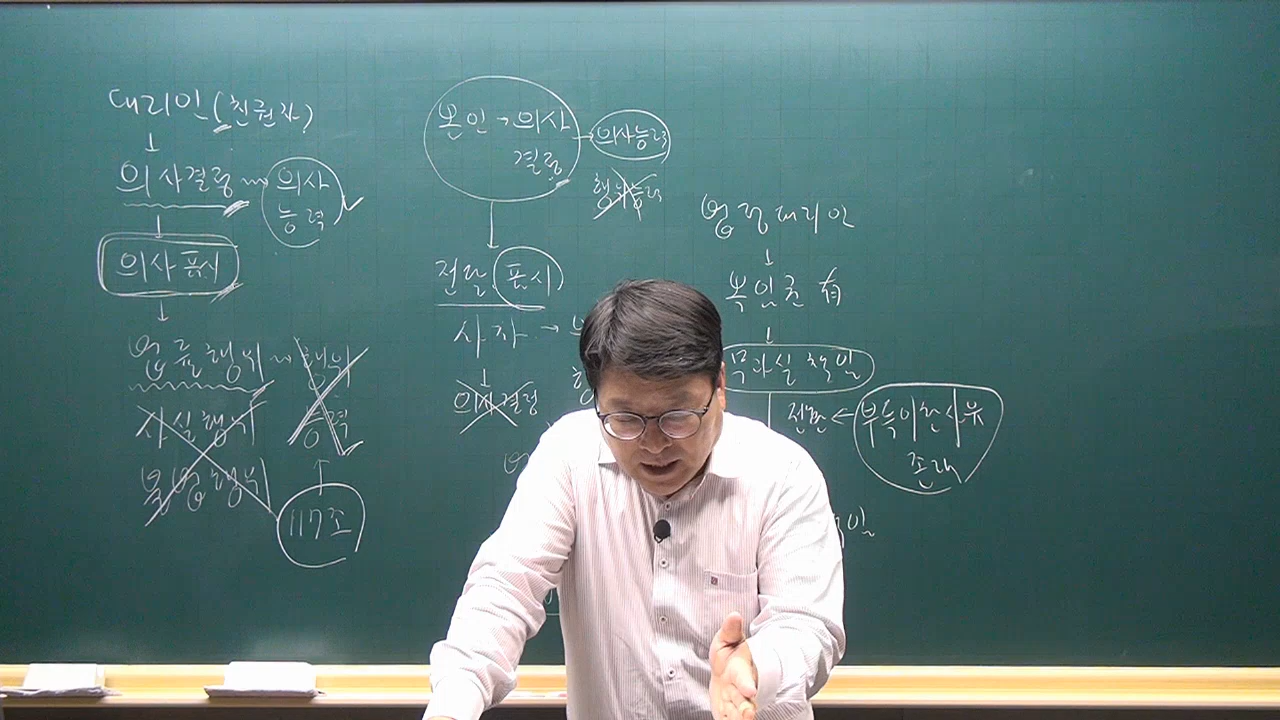 대리인(친권자)
↓
의사결정 의사
능력
의사 표시
↓
법률행위 행위
능력
사실행위
불법행위
117조
본인 → 의사
결정
의사능력
행위능력
전달 표시
사자 →
의사결정
법정대리인
↓
복임권 有
↓
무과실 책임
전환 ← 부득이한 사유
존재